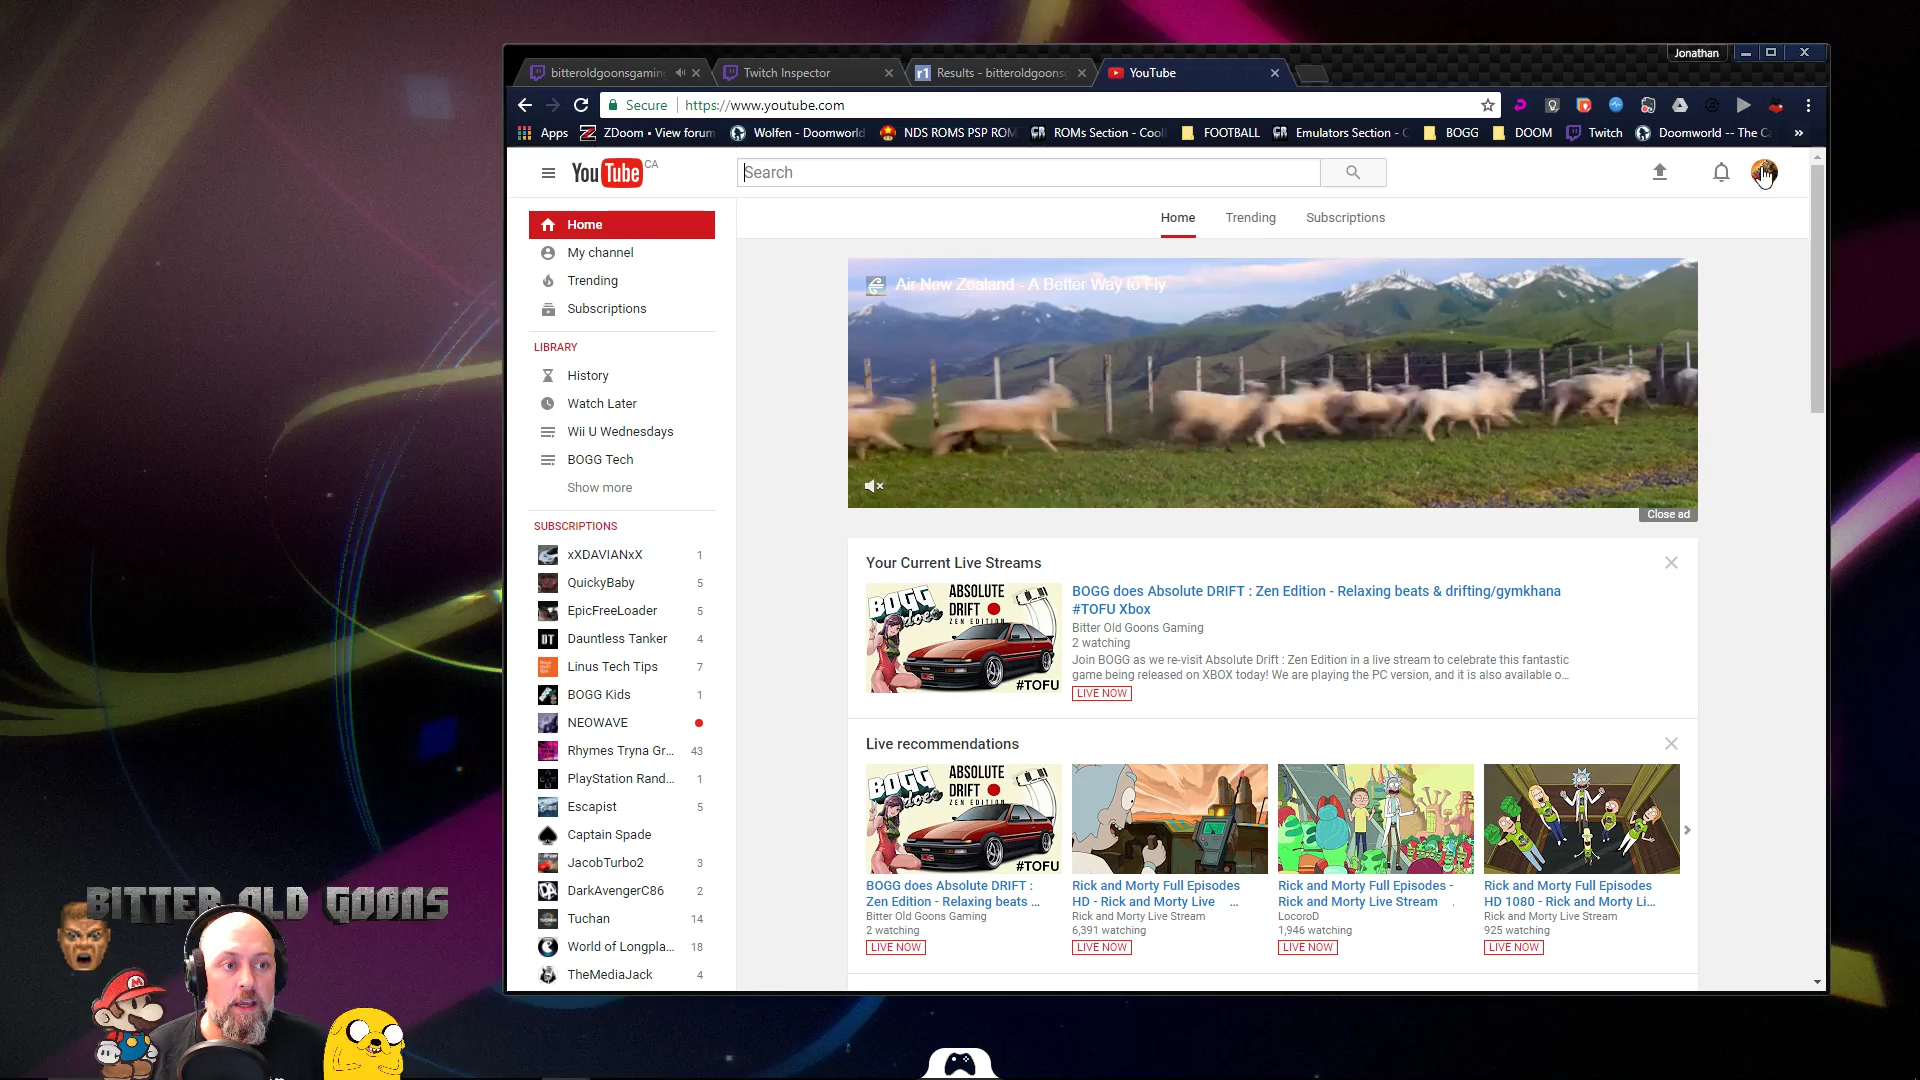 Jonathan
bitteroldgoonsgaming
Twitch Inspector
Results - bitteroldgoons
YouTube
Secure
https://www.youtube.com
Apps
ZDoom • View forum
Wolfen - Doomworld
NDS ROMS PSP ROM
ROMs Section - Cool
FOOTBALL
Emulators Section - C
BOGG
DOOM
Twitch
Doomworld -- The Ca
»
YouTube CA
Search
Home
Trending
Subscriptions
Home
My channel
Trending
Subscriptions
LIBRARY
History
Watch Later
Wii U Wednesdays
BOGG Tech
Show more
SUBSCRIPTIONS
xXDAVIANxX 1
QuickyBaby 5
EpicFreeLoader 5
Dauntless Tanker 4
Linus Tech Tips 7
BOGG Kids 1
NEOWAVE
Rhymes Tryna Gr... 43
PlayStation Rand... 1
Escapist 5
Captain Spade
JacobTurbo2 3
DarkAvengerC86 2
Tuchan 14
World of Longpla... 18
TheMediaJack 4
Air New Zealand - A Better Way to Fly
Close ad
Your Current Live Streams
BOGG does
ABSOLUTE
DRIFT
ZEN EDITION
#TOFU
BOGG does Absolute DRIFT : Zen Edition - Relaxing beats & drifting/gymkhana
#TOFU Xbox
Bitter Old Goons Gaming
2 watching
Join BOGG as we re-visit Absolute Drift : Zen Edition in a live stream to celebrate this fantastic
game being released on XBOX today! We are playing the PC version, and it is also available o...
LIVE NOW
Live recommendations
BOGG does
ABSOLUTE
DRIFT
ZEN EDITION
#TOFU
BOGG does Absolute DRIFT :
Zen Edition - Relaxing beats ...
Bitter Old Goons Gaming
2 watching
LIVE NOW
Rick and Morty Full Episodes
HD - Rick and Morty Live ...
Rick and Morty Live Stream
6,391 watching
LIVE NOW
Rick and Morty Full Episodes -
Rick and Morty Live Stream .
LocoroD
1,946 watching
LIVE NOW
Rick and Morty Full Episodes
HD 1080 - Rick and Morty Li...
Rick and Morty Live Stream
925 watching
LIVE NOW
BITTER OLD GOONS